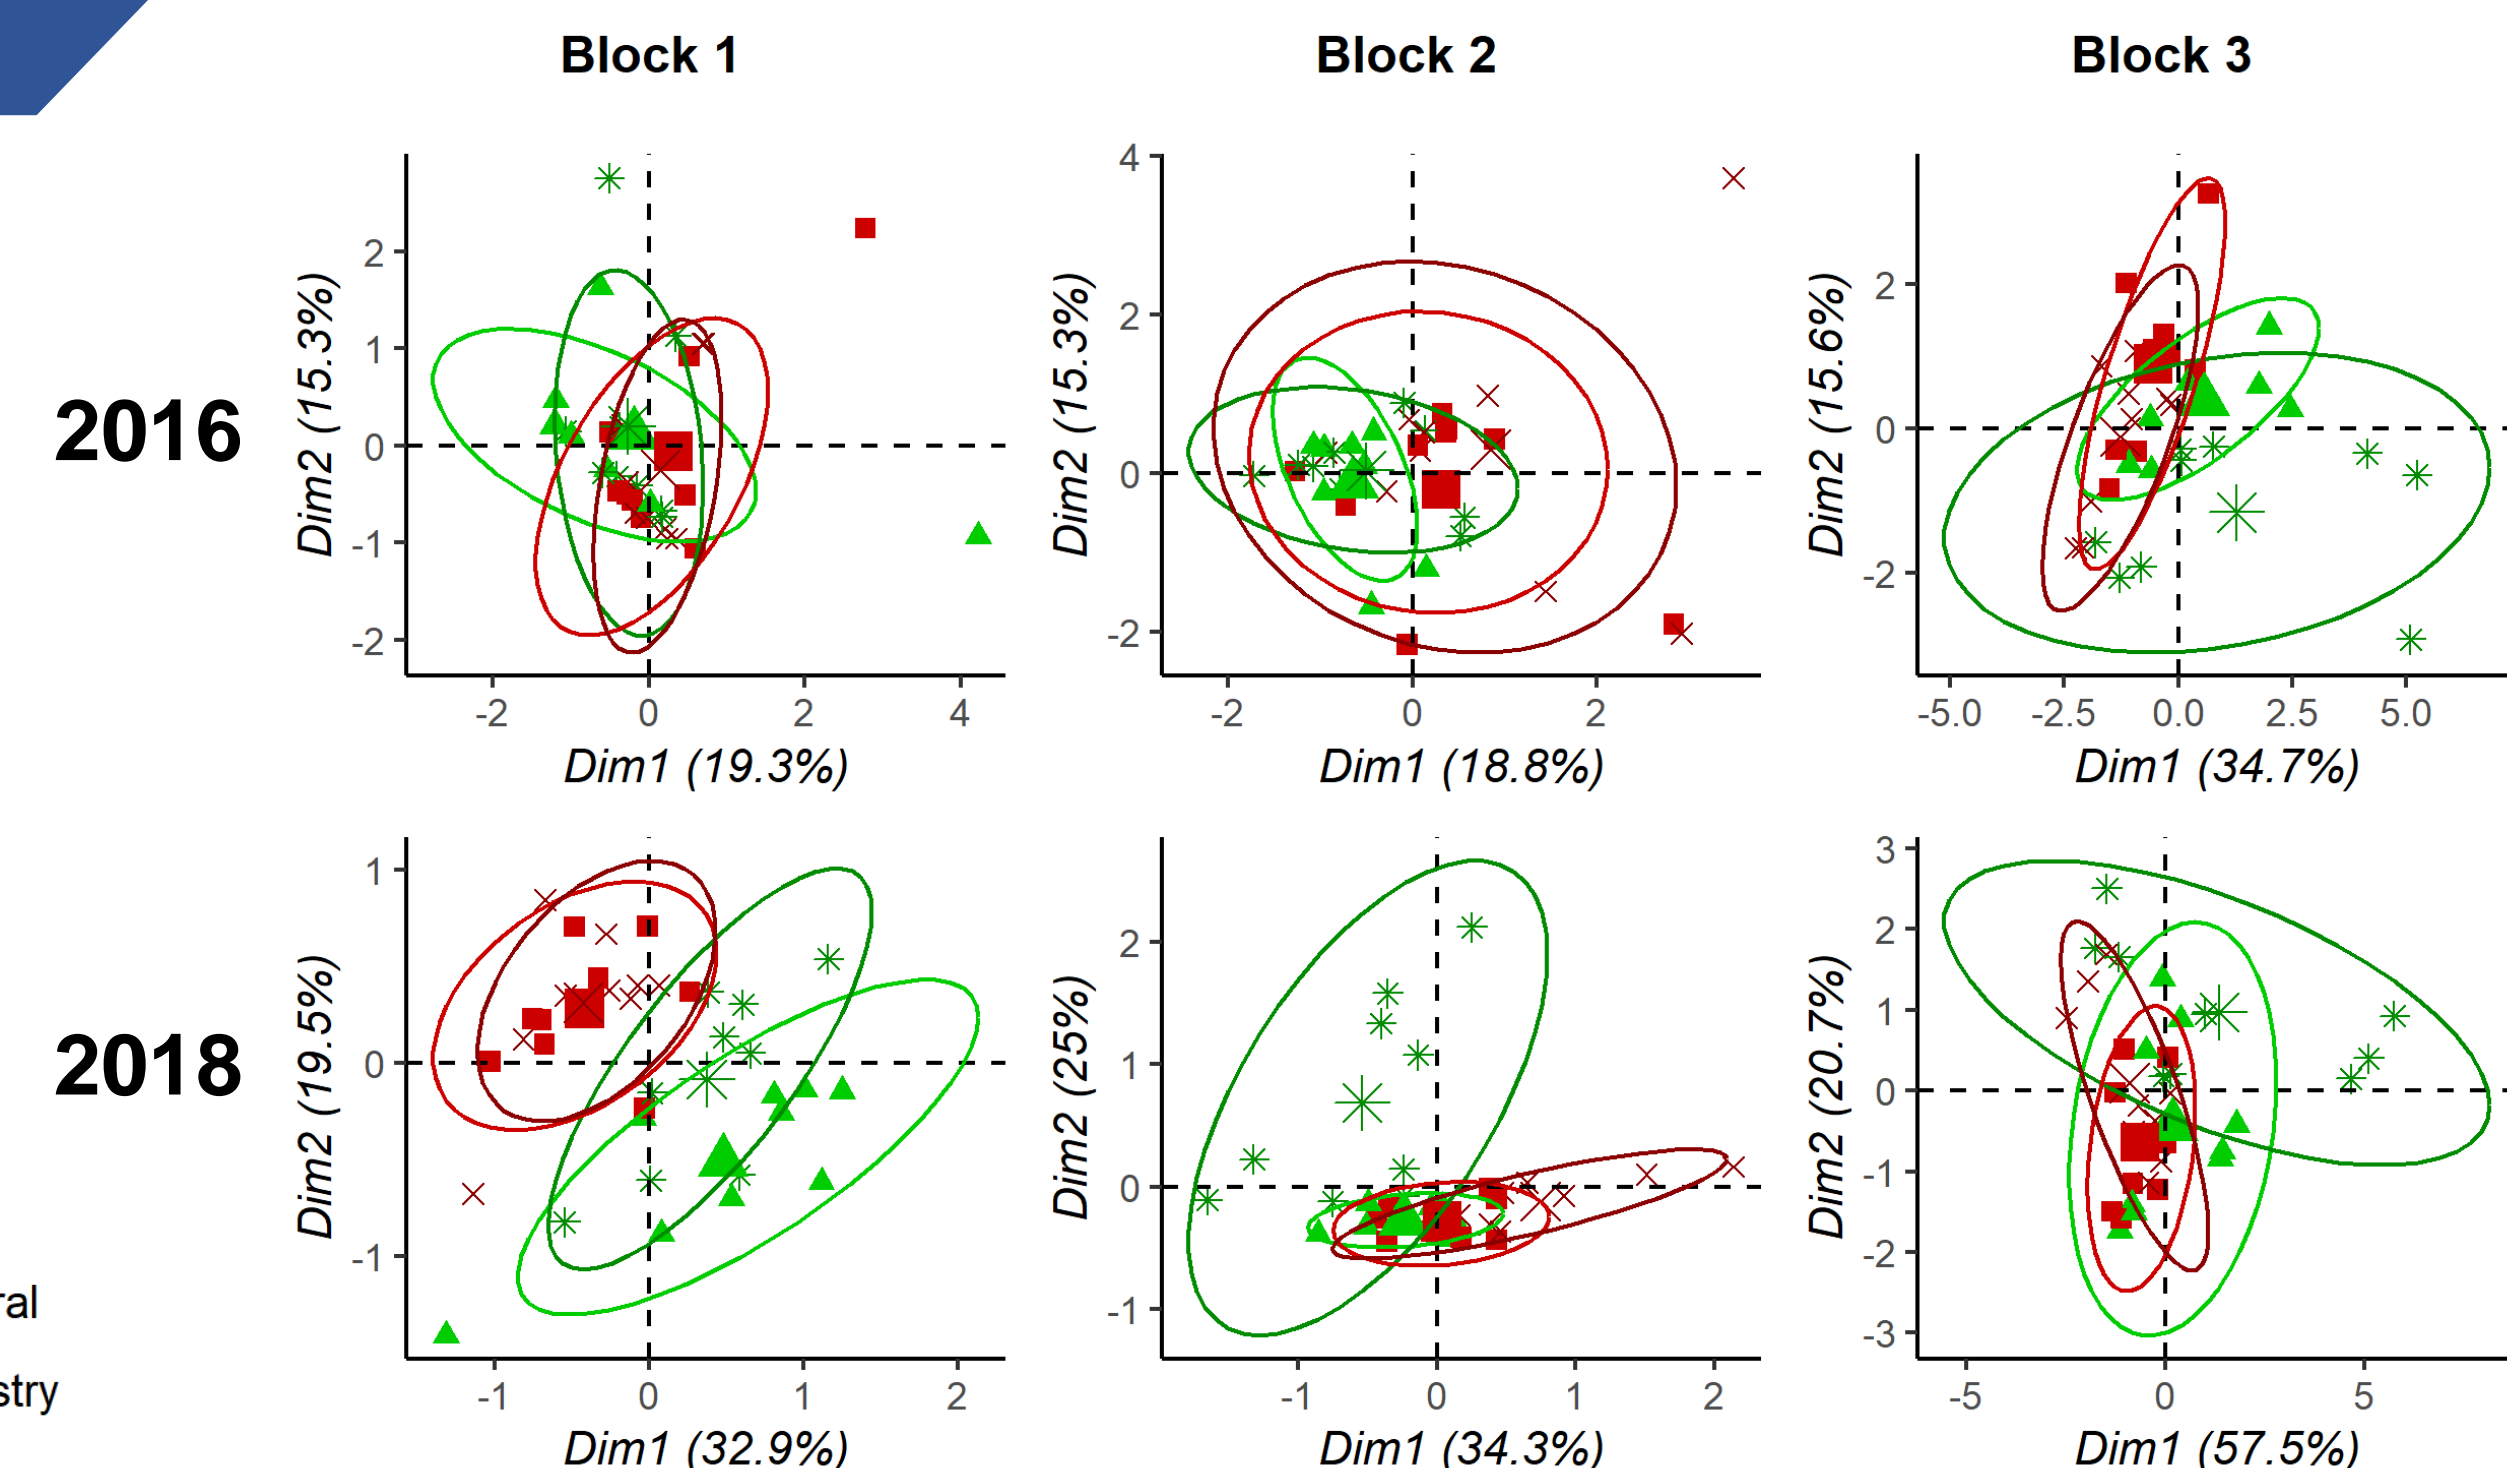 Block 1 Block 2 Block 3
2016
Dim2 (15.3%)
2
1
0
-1
-2
-2 0 2 4
Dim1 (19.3%)
Dim2 (15.3%)
4
2
0
-2
-2 0 2
Dim1 (18.8%)
Dim2 (15.6%)
2
0
-2
-5.0 -2.5 0.0 2.5 5.0
Dim1 (34.7%)
2018
Dim2 (19.5%)
1
0
-1
-1 0 1 2
Dim1 (32.9%)
Dim2 (25%)
2
1
0
-1
-1 0 1 2
Dim1 (34.3%)
Dim2 (20.7%)
3
2
1
0
-1
-2
-3
-5 0 5
Dim1 (57.5%)
ral
stry